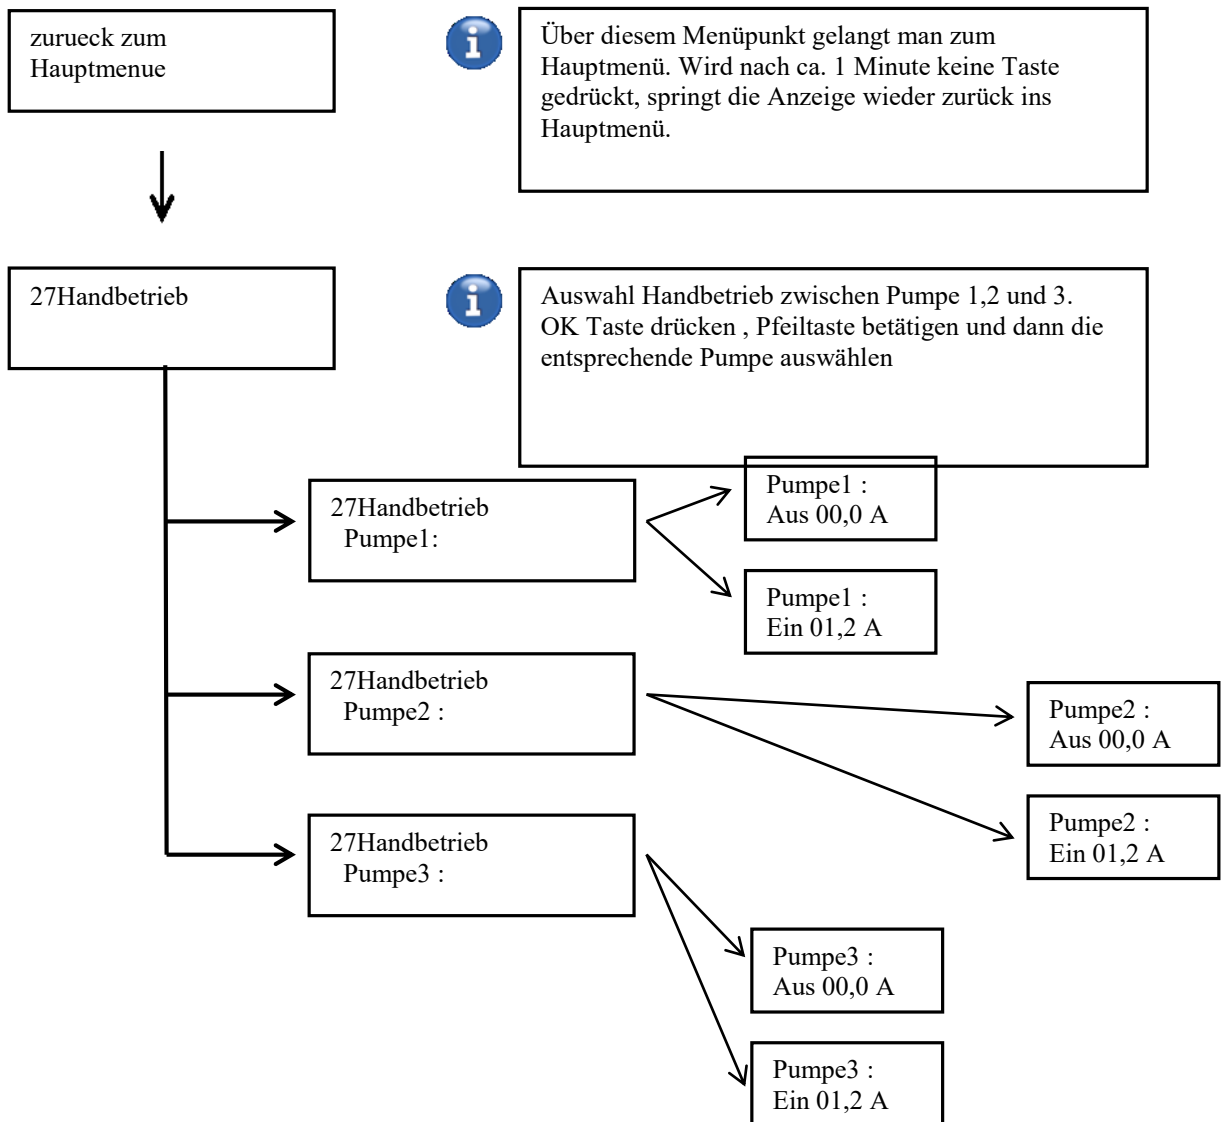 zurueck zum
Hauptmenue
Über diesem Menüpunkt gelangt man zum
Hauptmenü. Wird nach ca. 1 Minute keine Taste
gedrückt, springt die Anzeige wieder zurück ins
Hauptmenü.
27Handbetrieb
Auswahl Handbetrieb zwischen Pumpe 1,2 und 3.
OK Taste drücken , Pfeiltaste betätigen und dann die
entsprechende Pumpe auswählen
27Handbetrieb
Pumpe1:
Pumpe1 :
Aus 00,0 A
Pumpe1 :
Ein 01,2 A
27Handbetrieb
Pumpe2 :
Pumpe2 :
Aus 00,0 A
Pumpe2 :
Ein 01,2 A
27Handbetrieb
Pumpe3 :
Pumpe3 :
Aus 00,0 A
Pumpe3 :
Ein 01,2 A